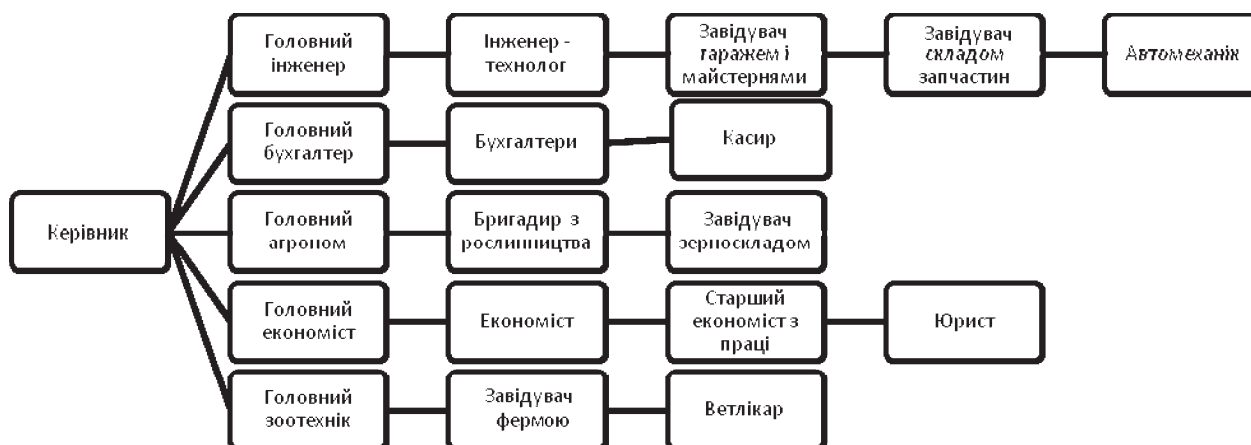 Головний
інженер
Інженер -
технолог
Завідувач
гаражем і
майстернями
Завідувач
складом
запчастин
Автомеханік
Головний
бухгалтер
Бухгалтери
Касир
Керівник
Головний
агроном
Бригадир з
рослинництва
Завідувач
зерноскладом
Головний
економіст
Економіст
Старший
економіст з
праці
Юрист
Головний
зоотехнік
Завідувач
фермою
Ветлікар